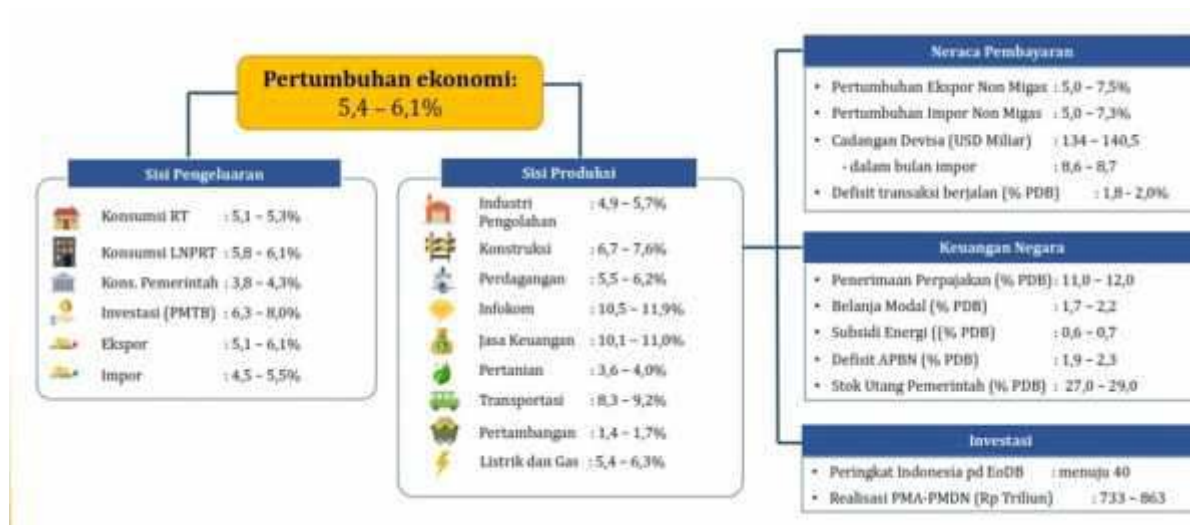 Pertumbuhan ekonomi:
5,4 – 6,1%
Sisi Pengeluaran
Konsumsi RT : 5,1 – 5,3%
Konsumsi LNPRT : 5,8 – 6,1%
Kons. Pemerintah : 3,8 – 4,3%
Investasi (PMTB) : 6,3 – 8,0%
Ekspor : 5,1 – 6,1%
Impor : 4,5 – 5,5%
Sisi Produksi
Industri : 4,9 – 5,7%
Pengolahan
Konstruksi : 6,7 – 7,6%
Perdagangan : 5,5 – 6,2%
Infokom : 10,5 – 11,9%
Jasa Keuangan : 10,1 – 11,0%
Pertanian : 3,6 – 4,0%
Transportasi : 8,3 – 9,2%
Pertambangan : 1,4 – 1,7%
Listrik dan Gas : 5,4 – 6,3%
Neraca Pembayaran
• Pertumbuhan Ekspor Non Migas : 5,0 – 7,5%
• Pertumbuhan Impor Non Migas : 5,0 – 7,3%
• Cadangan Devisa (USD Miliar) : 134 – 140,5
- dalam bulan impor : 8,6 – 8,7
• Defisit transaksi berjalan (% PDB) : 1,8 - 2,0%
Keuangan Negara
• Penerimaan Perpajakan (% PDB) : 11,0 – 12,0
• Belanja Modal (% PDB) : 1,7 – 2,2
• Subsidi Energi ((% PDB) : 0,6 – 0,7
• Defisit APBN (% PDB) : 1,9 – 2,3
• Stok Utang Pemerintah (% PDB) : 27,0 – 29,0
Investasi
• Peringkat Indonesia pd EoDB : menuju 40
• Realisasi PMA-PMDN (Rp Triliun) : 733 – 863